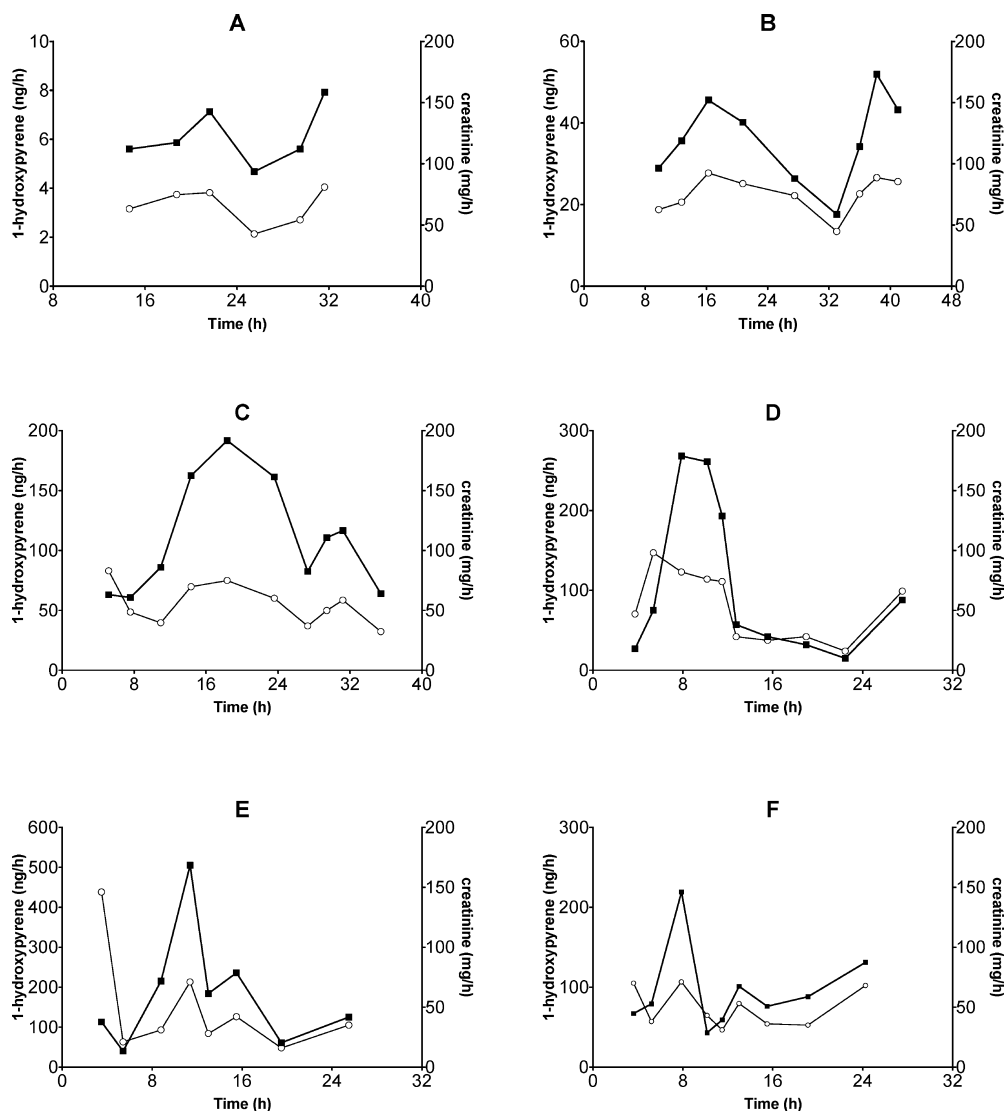 A
1-hydroxypyrene (ng/h)
10
8
6
4
2
0
200
150
100
50
0
creatinine (mg/h)
8 16 24 32 40
Time (h)
B
1-hydroxypyrene (ng/h)
60
40
20
0
200
150
100
50
0
creatinine (mg/h)
0 8 16 24 32 40 48
Time (h)
C
1-hydroxypyrene (ng/h)
200
150
100
50
0
200
150
100
50
0
creatinine (mg/h)
0 8 16 24 32 40
Time (h)
D
1-hydroxypyrene (ng/h)
300
200
100
0
200
150
100
50
0
creatinine (mg/h)
0 8 16 24 32
Time (h)
E
1-hydroxypyrene (ng/h)
600
500
400
300
200
100
0
200
150
100
50
0
creatinine (mg/h)
0 8 16 24 32
Time (h)
F
1-hydroxypyrene (ng/h)
300
200
100
0
200
150
100
50
0
creatinine (mg/h)
0 8 16 24 32
Time (h)